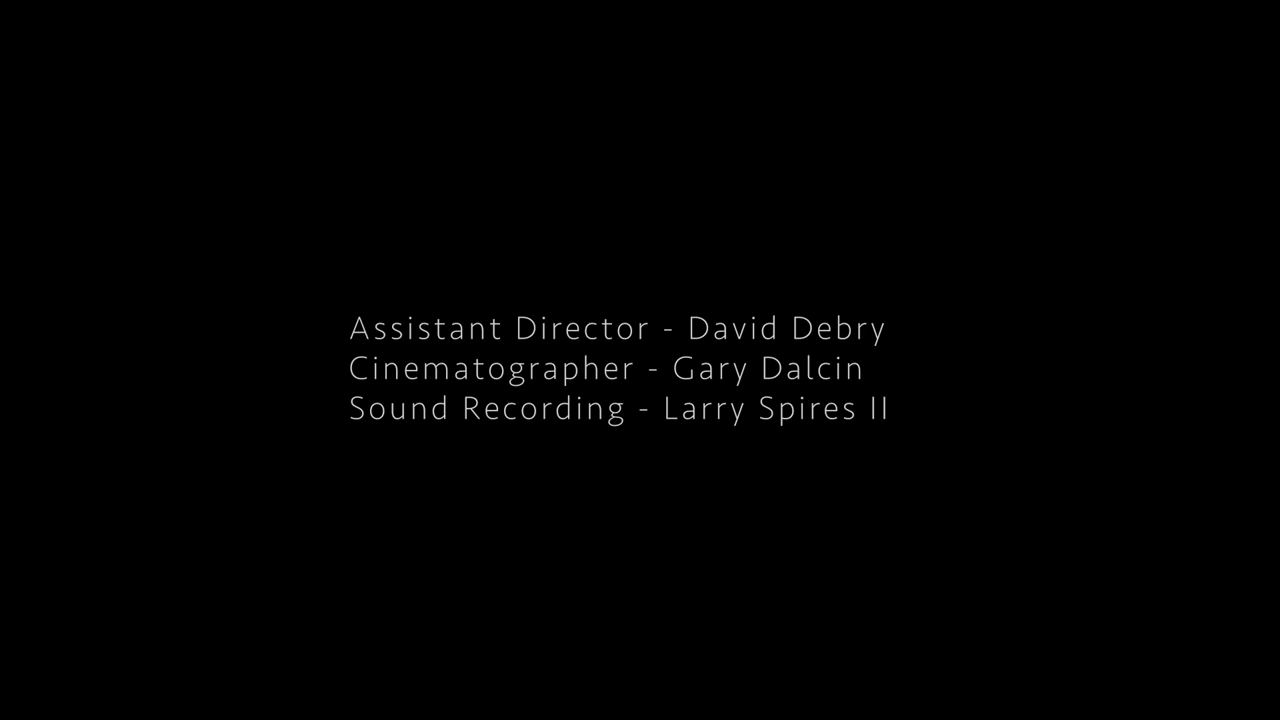 Assistant Director - David Debry
Cinematographer - Gary Dalcin
Sound Recording - Larry Spires II